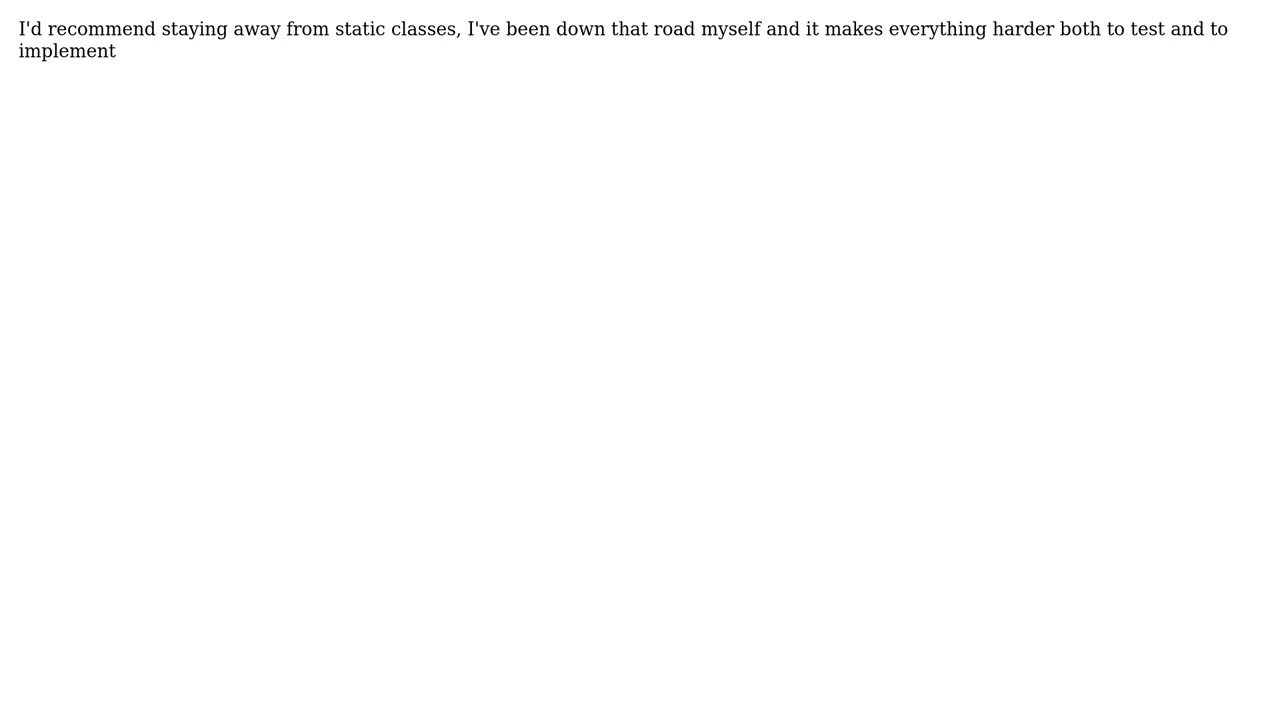 I'd recommend staying away from static classes, I've been down that road myself and it makes everything harder both to test and to
implement